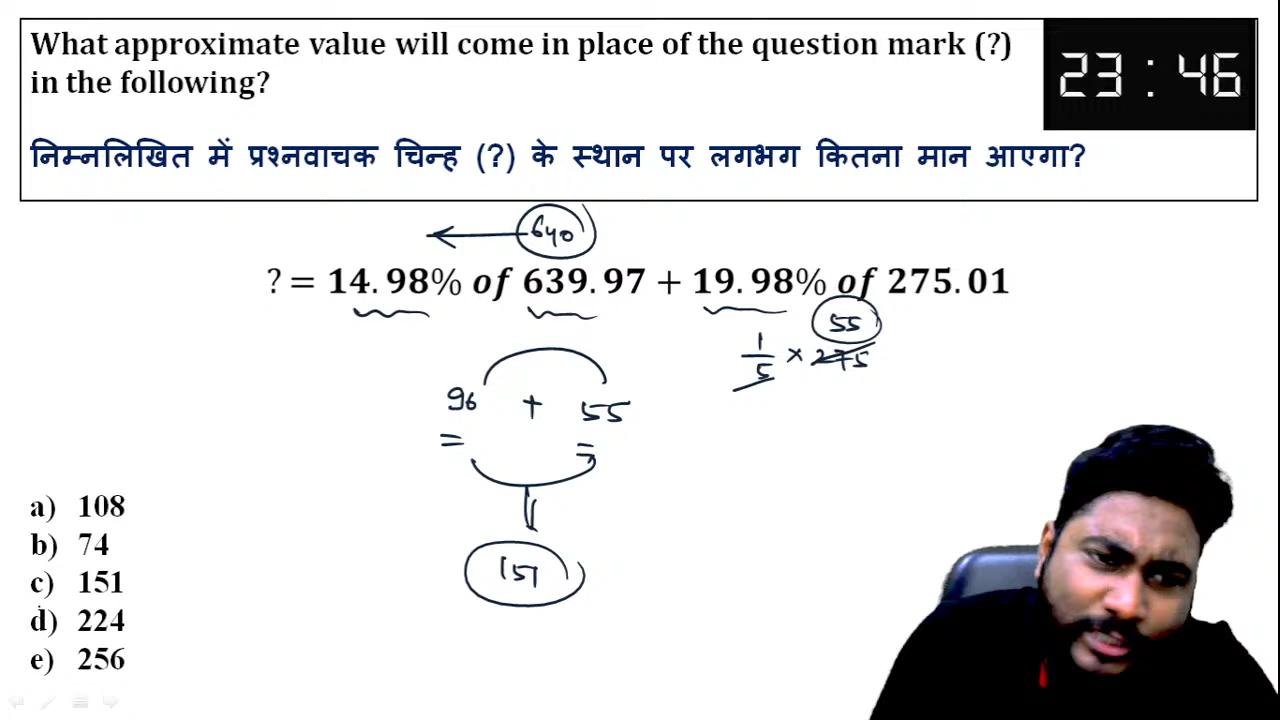 What approximate value will come in place of the question mark (?)
in the following?
23:46
निम्नलिखित में प्रश्नवाचक चिन्ह (?) के स्थान पर लगभग कितना मान आएगा?
640
? = 14.98% of 639.97 + 19.98% of 275.01
55
1/5 × 275
96 + 55
= =
151
a) 108
b) 74
c) 151
d) 224
e) 256